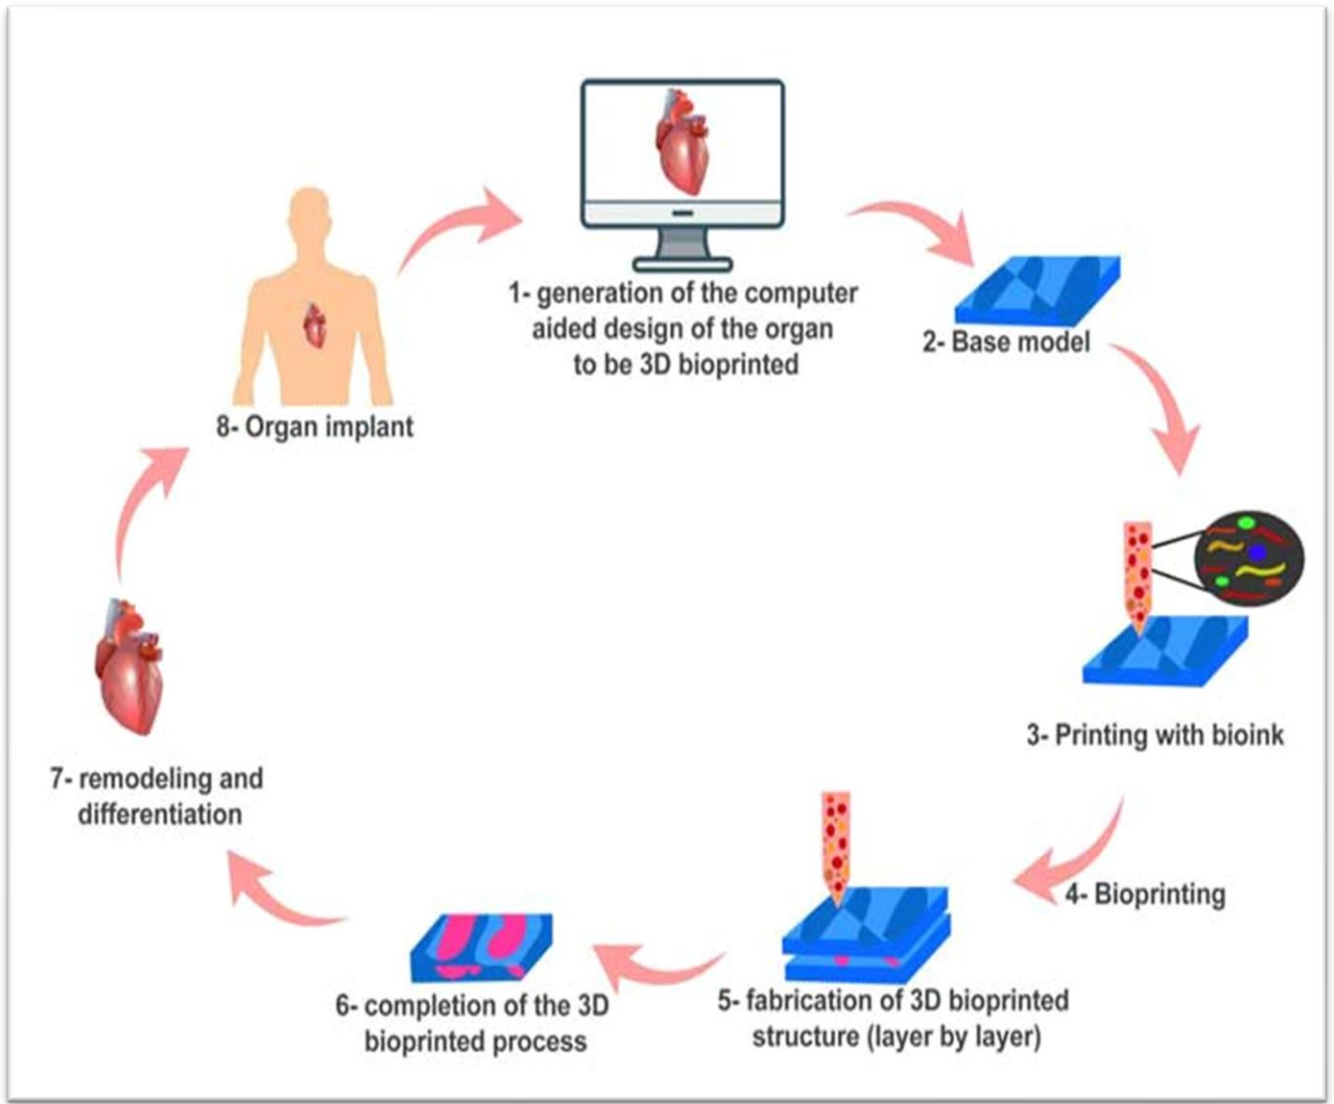 1- generation of the computer
aided design of the organ
to be 3D bioprinted
2- Base model
3- Printing with bioink
4- Bioprinting
5- fabrication of 3D bioprinted
structure (layer by layer)
6- completion of the 3D
bioprinted process
7- remodeling and
differentiation
8- Organ implant